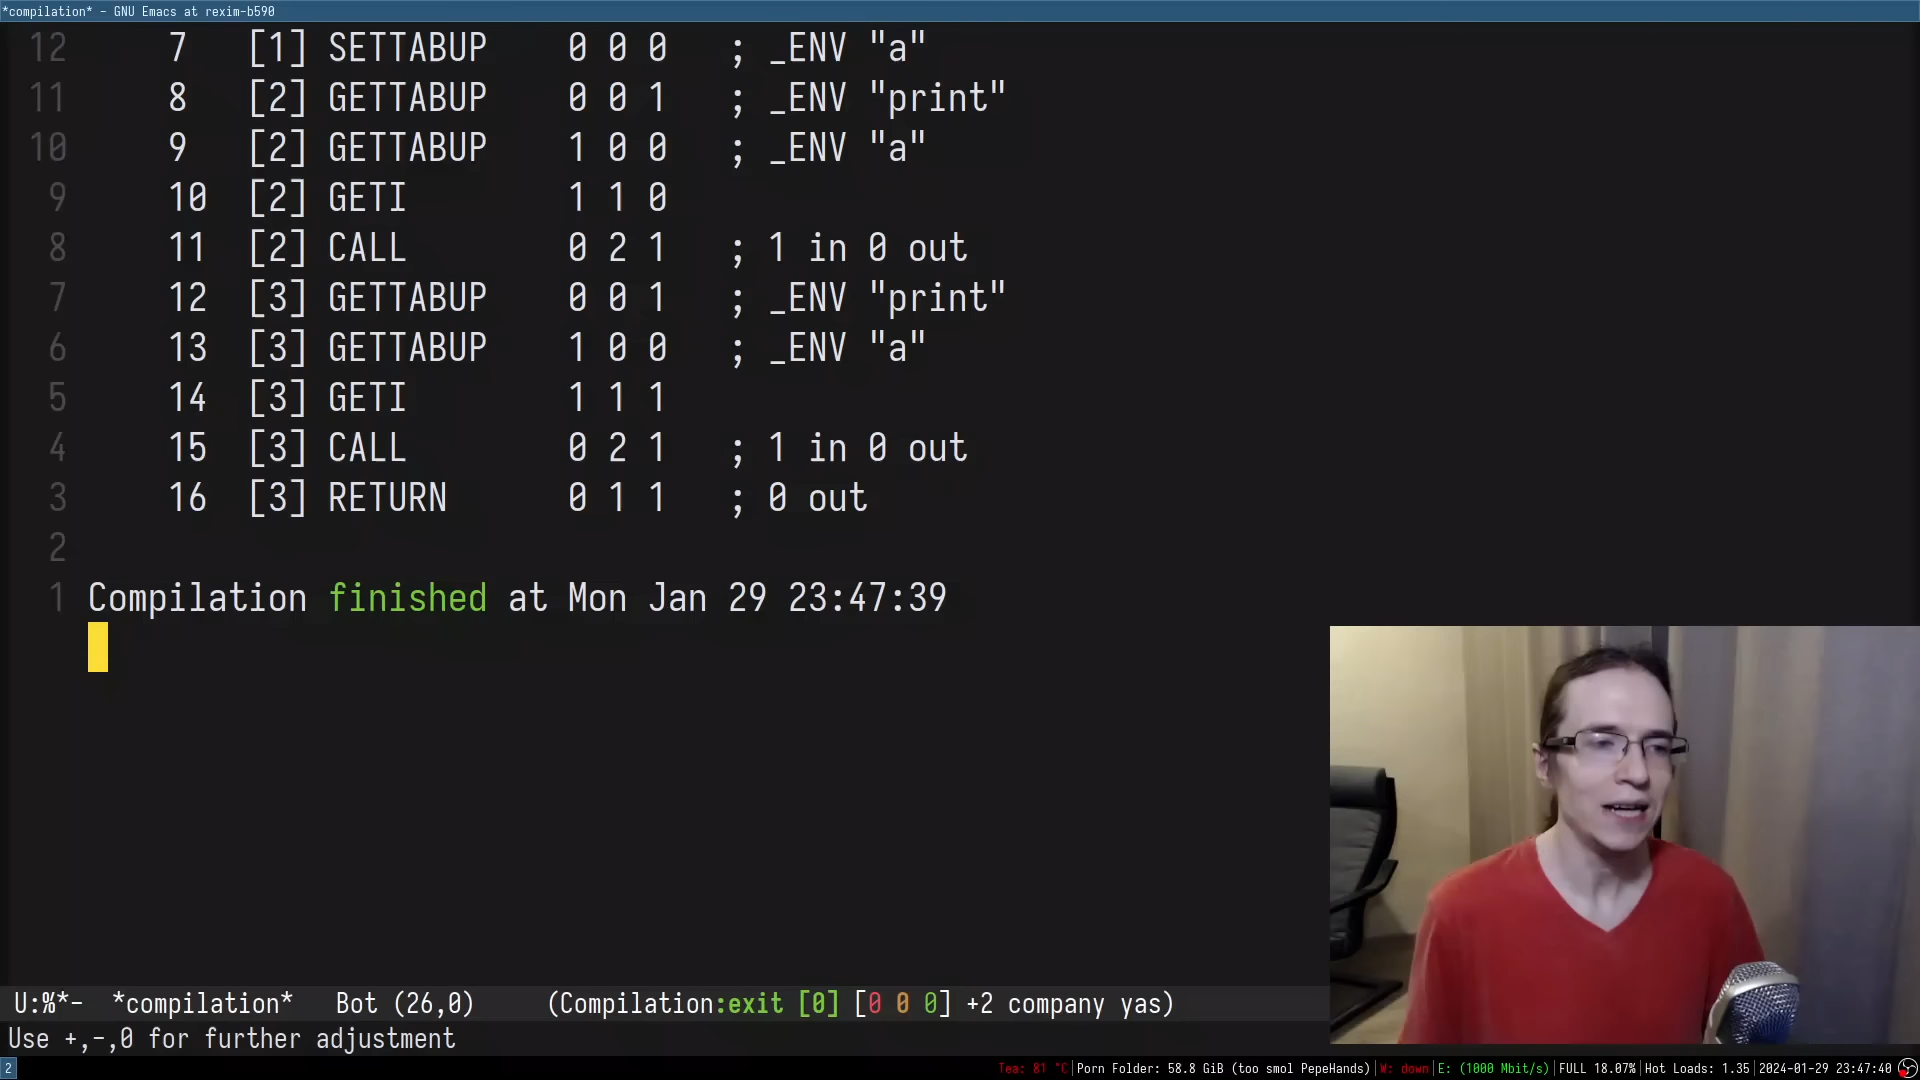 *compilation* - GNU Emacs at rexim-b590
12 7 [1] SETTABUP 0 0 0 ; _ENV "a"
11 8 [2] GETTABUP 0 0 1 ; _ENV "print"
10 9 [2] GETTABUP 1 0 0 ; _ENV "a"
9 10 [2] GETI 1 1 0
8 11 [2] CALL 0 2 1 ; 1 in 0 out
7 12 [3] GETTABUP 0 0 1 ; _ENV "print"
6 13 [3] GETTABUP 1 0 0 ; _ENV "a"
5 14 [3] GETI 1 1 1
4 15 [3] CALL 0 2 1 ; 1 in 0 out
3 16 [3] RETURN 0 1 1 ; 0 out
2
1 Compilation finished at Mon Jan 29 23:47:39
U:%*- *compilation* Bot (26,0) (Compilation:exit [0] [0 0 0] +2 company yas)
Use +,-,0 for further adjustment
2 Tea: 81 °C|Porn Folder: 58.8 GiB (too smol PepeHands)|W: down|E: (1000 Mbit/s)|FULL 18.07%|Hot Loads: 1.35|2024-01-29 23:47:40